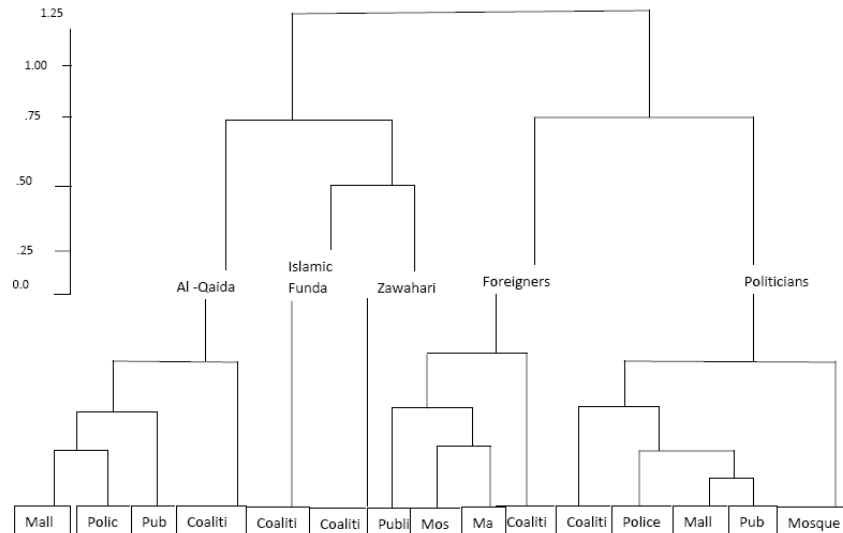 1.25
1.00
.75
.50
.25
0.0
Al -Qaida
Islamic
Funda
Zawahari
Foreigners
Politicians
Mall
Polic
Pub
Coaliti
Coaliti
Coaliti
Publi
Mos
Ma
Coaliti
Coaliti
Police
Mall
Pub
Mosque